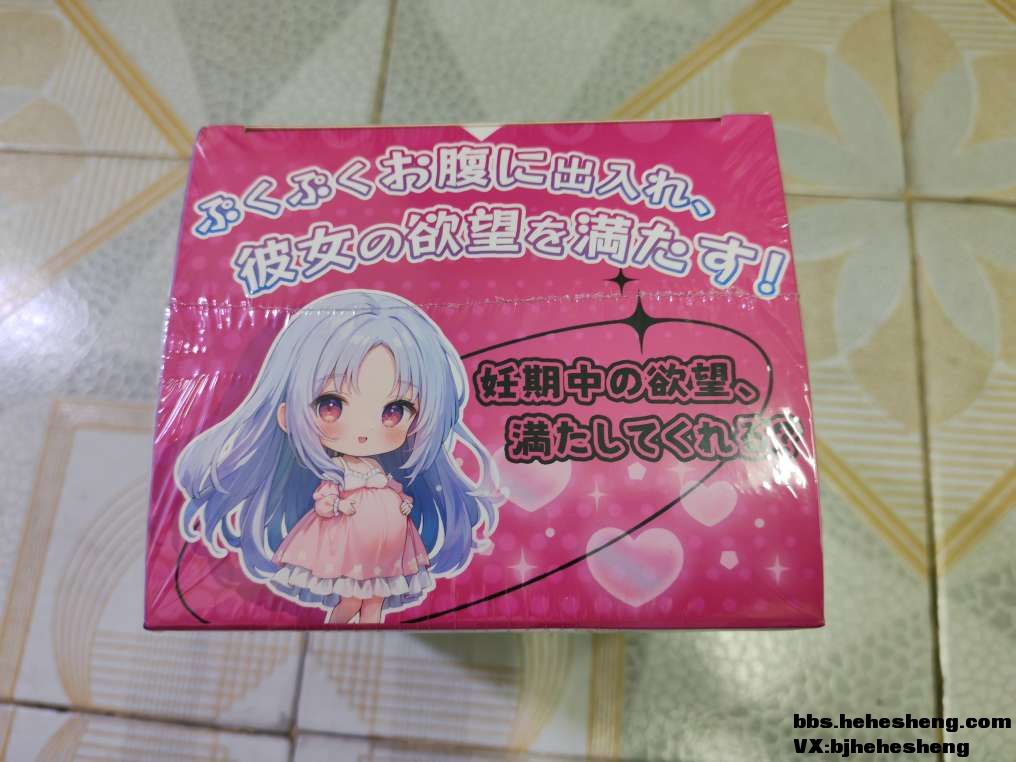 ぷくぷくお腹に出入れ、
彼女の欲望を満たす!
妊期中の欲望、
満たしてくれる
bbs.hehesheng.com
VX:bjhehesheng